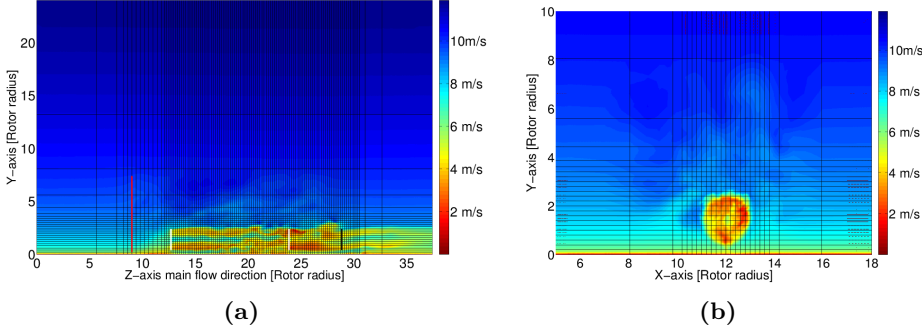 20
15
10
5
0
Y−axis [Rotor radius]
0 5 10 15 20 25 30 35
Z−axis main flow direction [Rotor radius]
10m/s
8 m/s
6 m/s
4 m/s
2 m/s
(a)
10
8
6
4
2
0
Y−axis [Rotor radius]
6 8 10 12 14 16 18
X−axis [Rotor radius]
10m/s
8 m/s
6 m/s
4 m/s
2 m/s
(b)